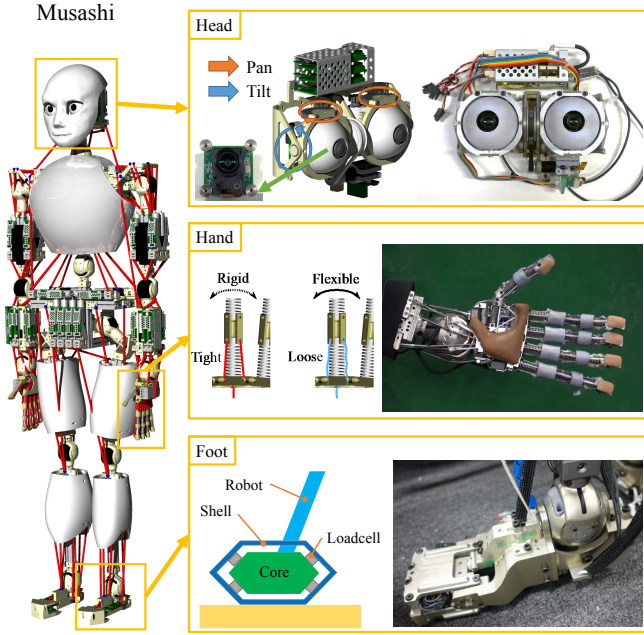 Musashi
Head
Pan
Tilt
Hand
Rigid
Flexible
Tight
Loose
Foot
Robot
Shell
Loadcell
Core